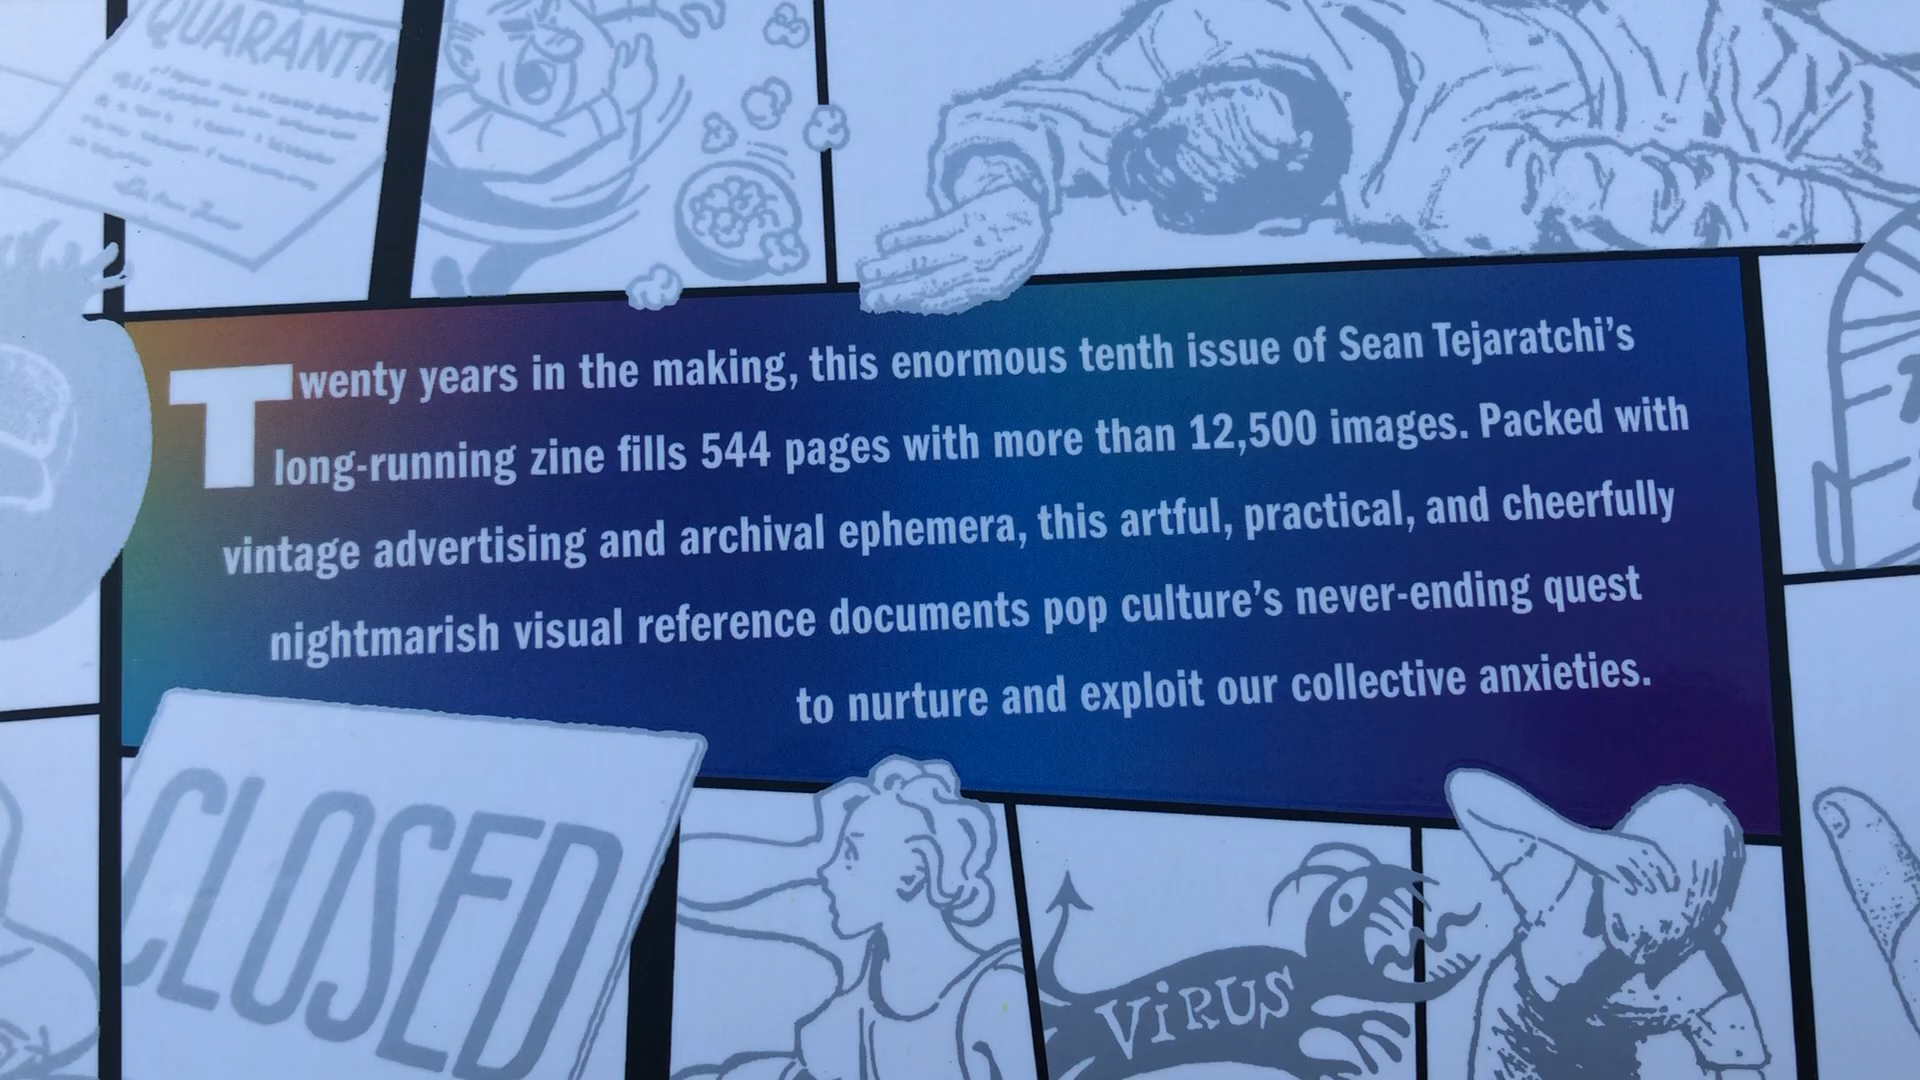 QUARANTIN
Twenty years in the making, this enormous tenth issue of Sean Tejaratchi's
long-running zine fills 544 pages with more than 12,500 images. Packed with
vintage advertising and archival ephemera, this artful, practical, and cheerfully
nightmarish visual reference documents pop culture's never-ending quest
to nurture and exploit our collective anxieties.
CLOSED
ViRUS